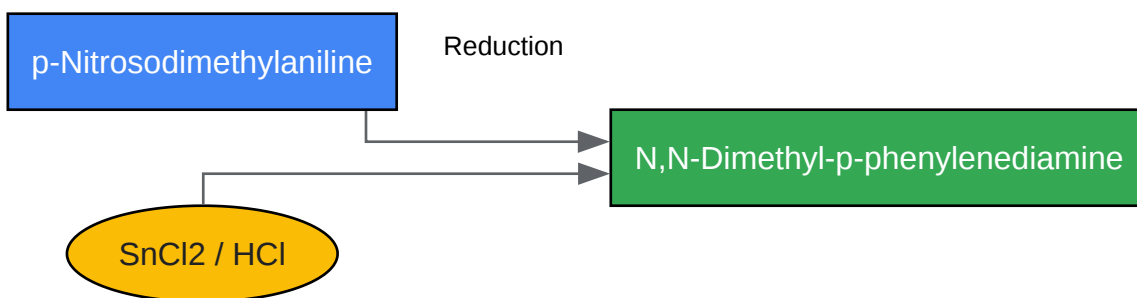 p-Nitrosodimethylaniline
Reduction
N,N-Dimethyl-p-phenylenediamine
SnCl2 / HCl